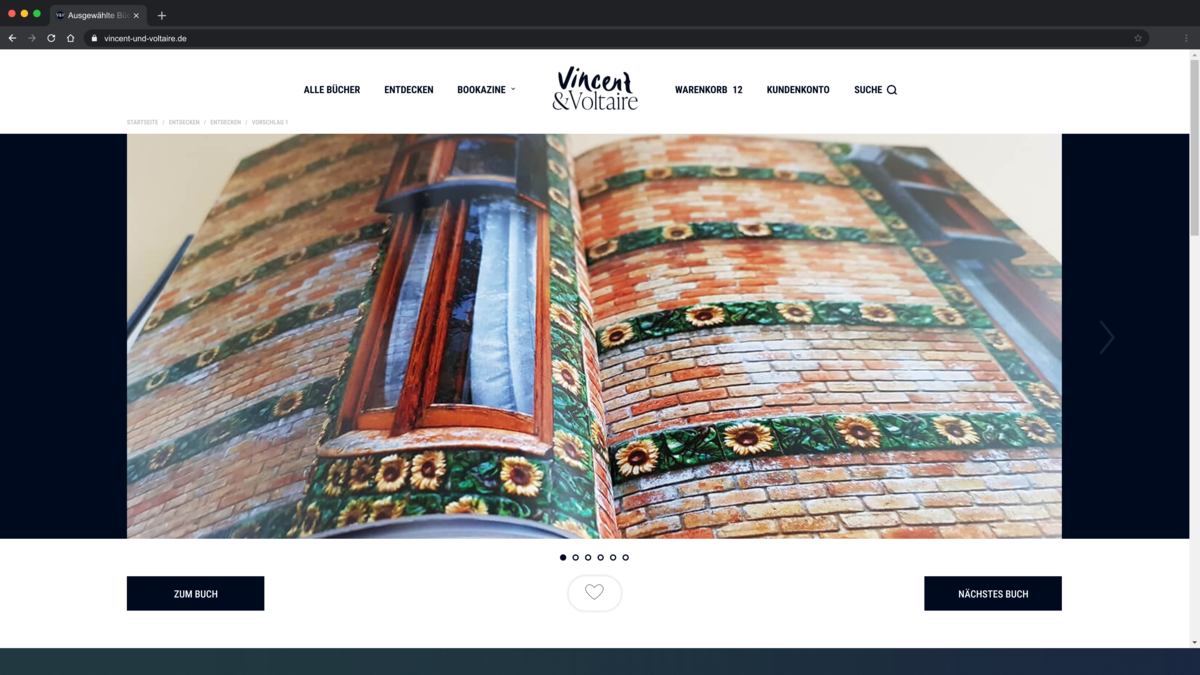 Ausgewählte Bü
vincent-und-voltaire.de
ALLE BÜCHER ENTDECKEN BOOKAZINE Vincent &Voltaire WARENKORB 12 KUNDENKONTO SUCHE
STARTSEITE / ENTDECKEN / ENTDECKEN / VORSCHLAG 1
ZUM BUCH NÄCHSTES BUCH